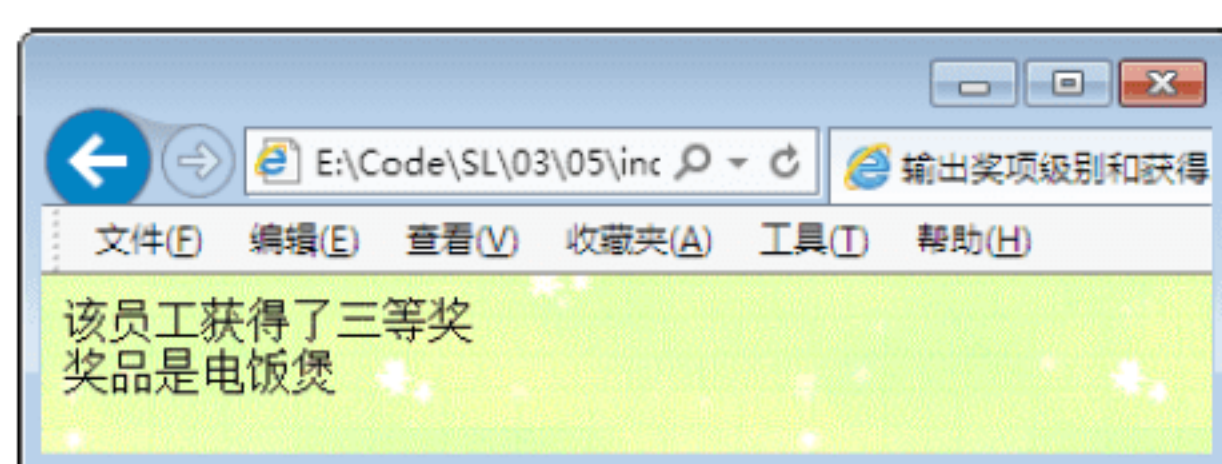 E:\Code\SL\03\05\inc
输出奖项级别和获得
文件(F) 编辑(E) 查看(V) 收藏夹(A) 工具(T) 帮助(H)
该员工获得了三等奖
奖品是电饭煲